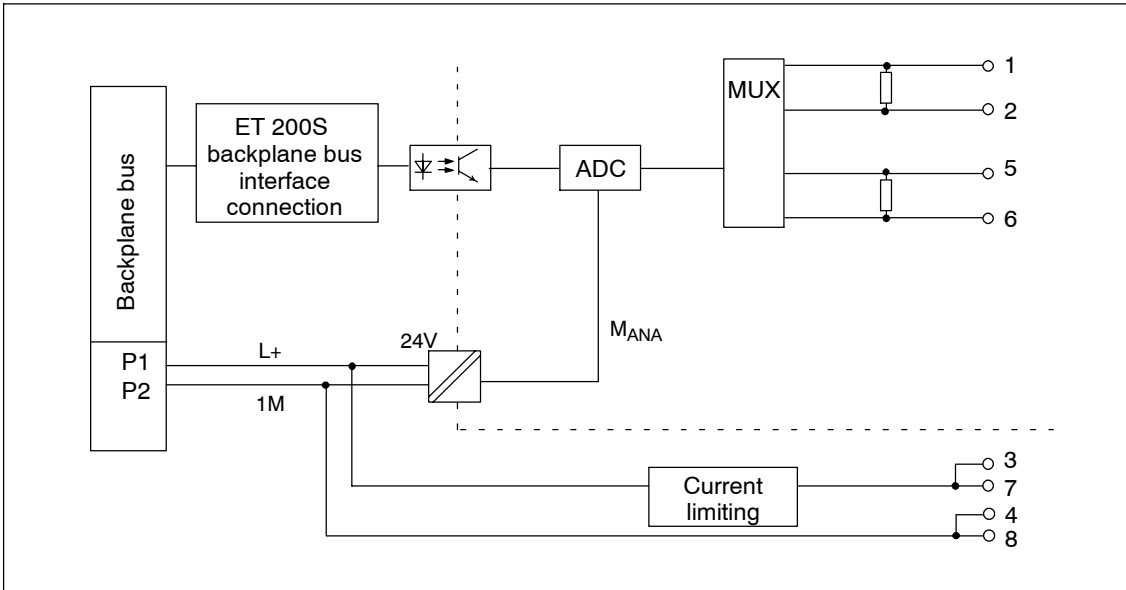 Backplane bus
P1
P2
ET 200S
backplane bus
interface
connection
L+
1M
24V
ADC
MANA
MUX
1
2
5
6
Current
limiting
3
7
4
8